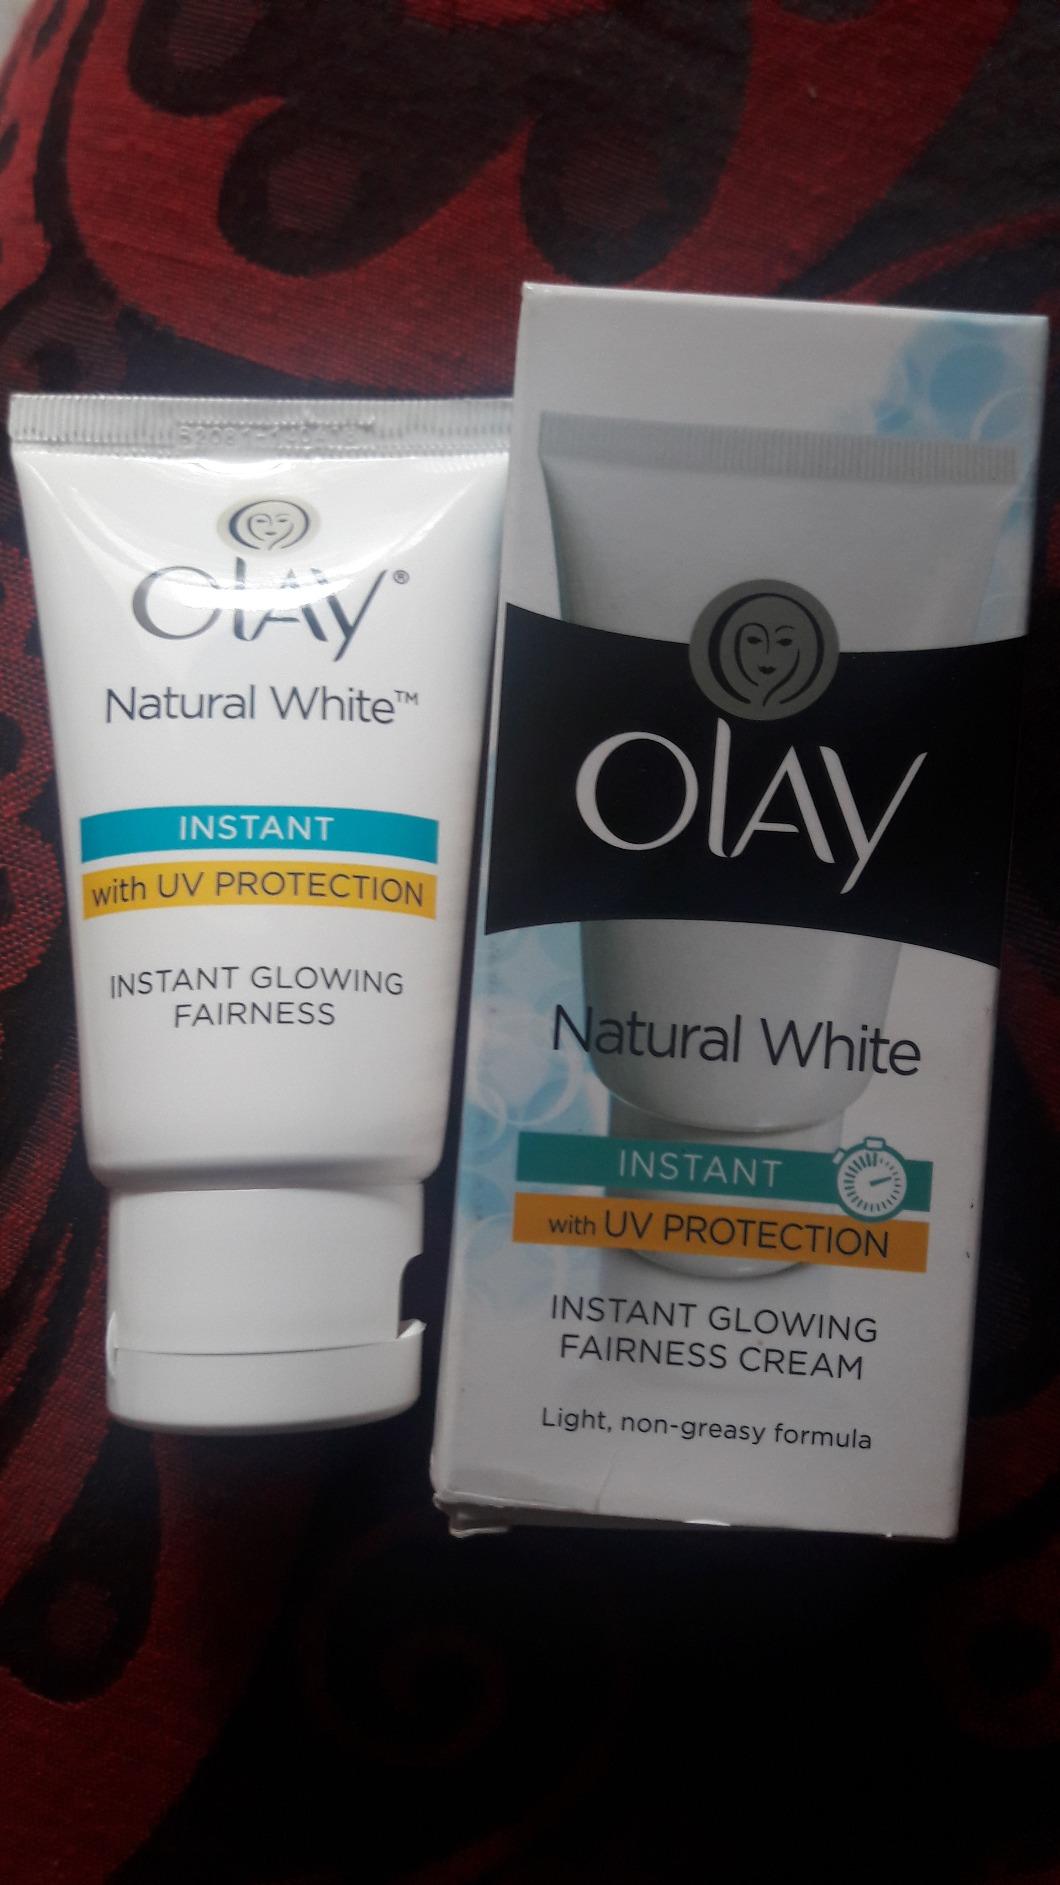 OLAY®
Natural White™
INSTANT
with UV PROTECTION
INSTANT GLOWING
FAIRNESS
OLAY
Natural White
INSTANT
with UV PROTECTION
INSTANT GLOWING
FAIRNESS CREAM
Light, non-greasy formula